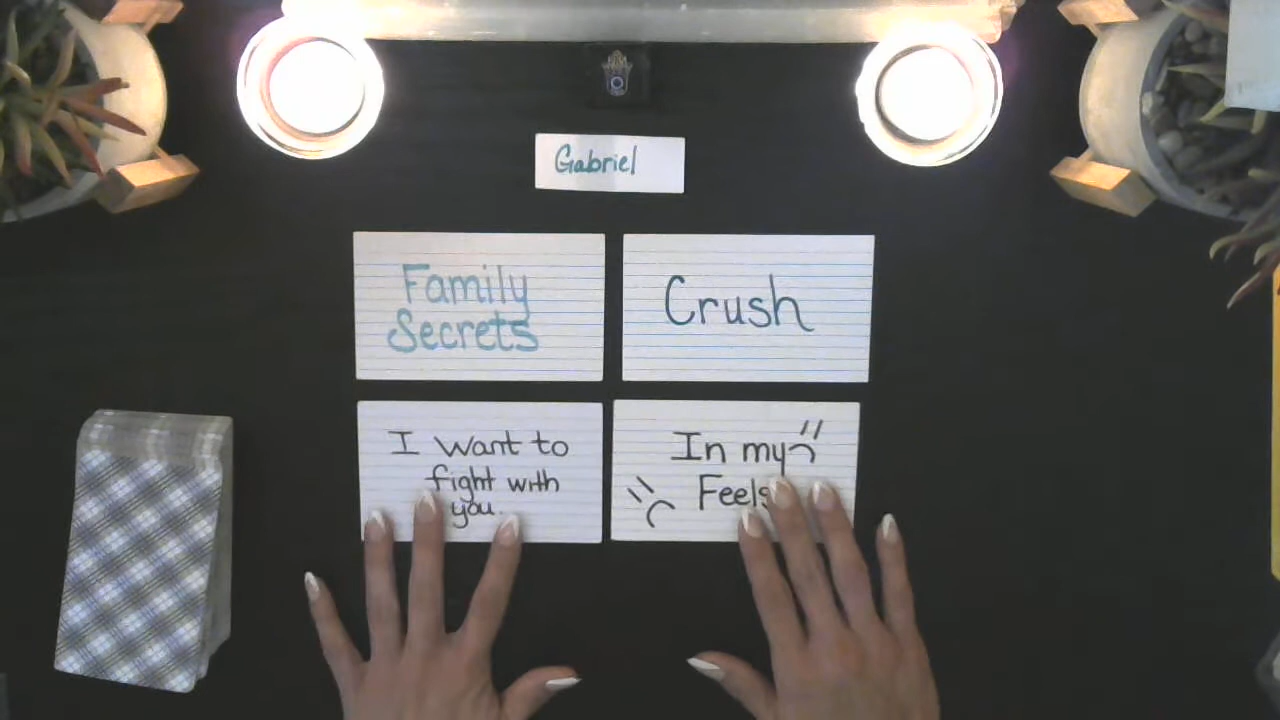 Gabriel
Family
Secrets
Crush
I want to
fight with
you.
In my
Feels